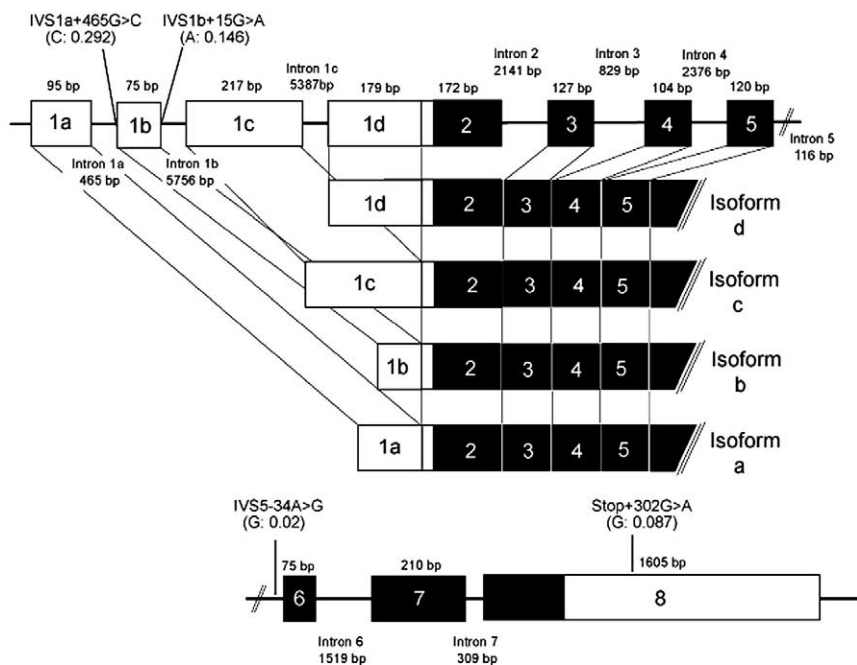 IVS1a+465G>C
(C: 0.292)
IVS1b+15G>A
(A: 0.146)
95 bp
75 bp
217 bp
Intron 1c
5387bp
179 bp
172 bp
Intron 2
2141 bp
127 bp
Intron 3
829 bp
104 bp
Intron 4
2376 bp
120 bp
1a
1b
1c
1d
2
3
4
5
Intron 1a
465 bp
Intron 1b
5756 bp
Intron 5
116 bp
1d
2
3
4
5
Isoform
d
1c
2
3
4
5
Isoform
c
1b
2
3
4
5
Isoform
b
1a
2
3
4
5
Isoform
a
IVS5-34A>G
(G: 0.02)
Stop+302G>A
(G: 0.087)
75 bp
210 bp
1605 bp
6
7
8
Intron 6
1519 bp
Intron 7
309 bp